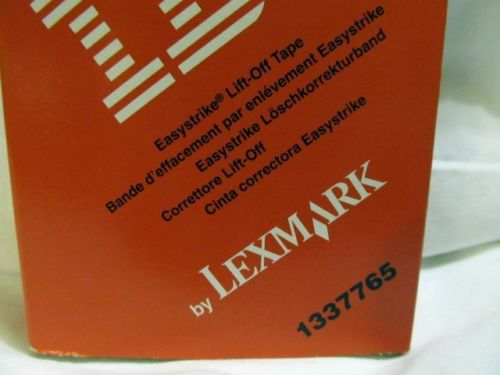 Easystrike® Lift-Off Tape
Bande d'effacement par enlévement Easystrike
Easystrike Löschkorrekturband
Correttore Lift-Off
Cinta correctora Easystrike
by LEXMARK
1337765